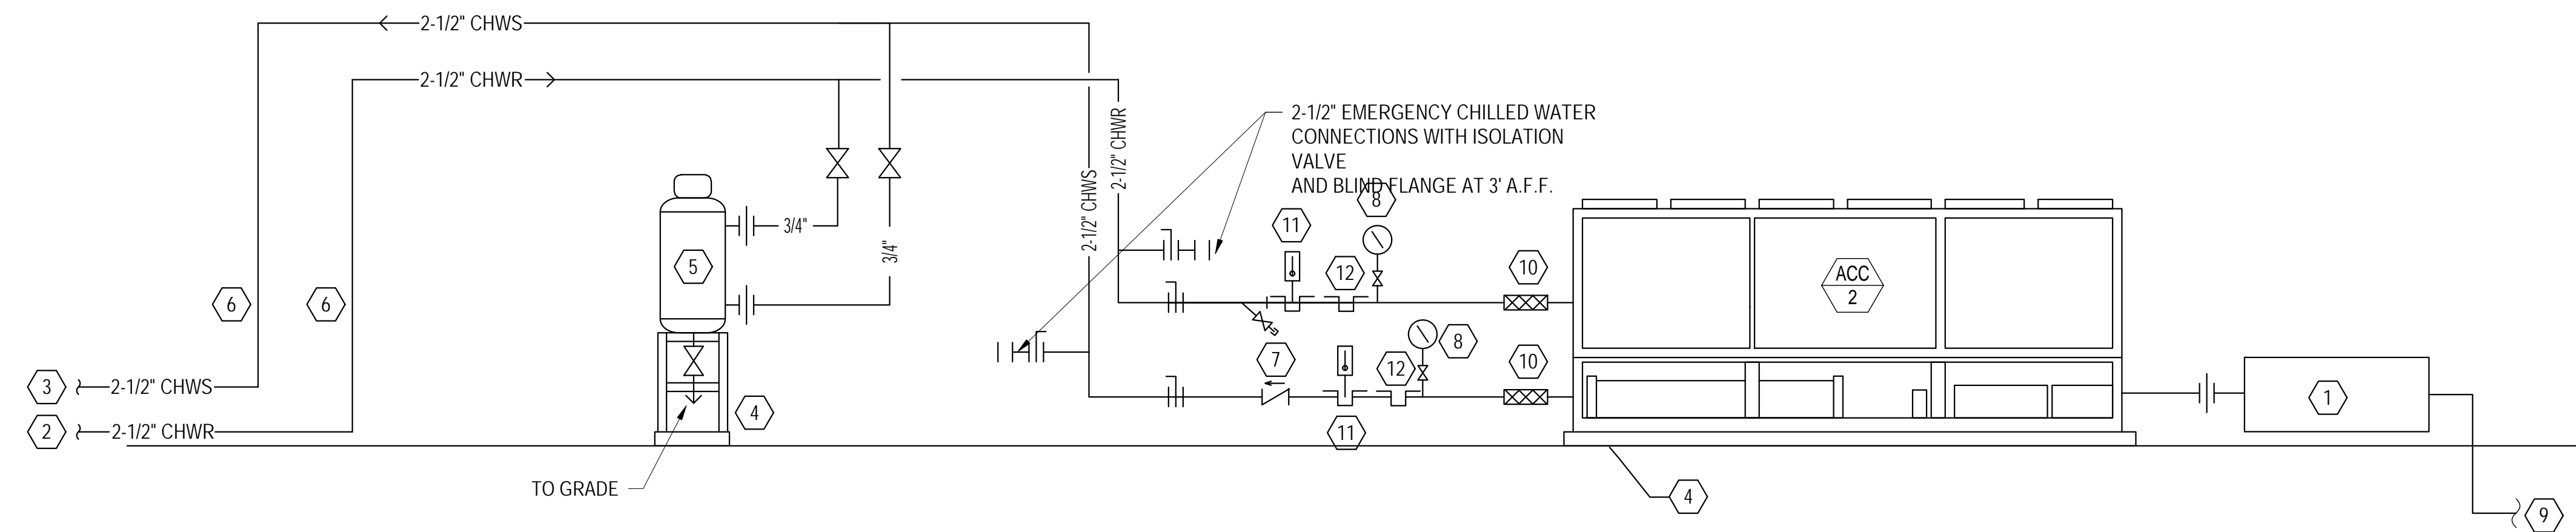 2-1/2" CHWS
2-1/2" CHWR
2-1/2" EMERGENCY CHILLED WATER
CONNECTIONS WITH ISOLATION
VALVE
AND BLIND FLANGE AT 3' A.F.F.
2-1/2" CHWR
2-1/2" CHWS
8
11
3/4"
3/4"
5
12
10
ACC
2
6
6
8
7
12
10
3
2-1/2" CHWS
1
4
2
2-1/2" CHWR
11
TO GRADE
4
9